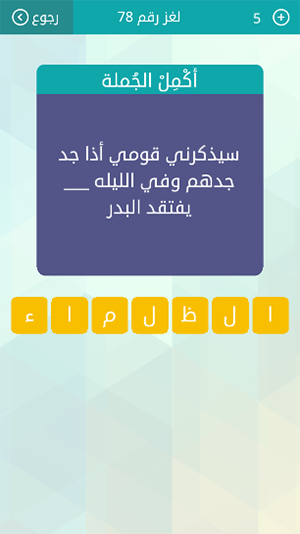 رجوع لغز رقم 78 5
أكْمِلْ الجُملة
سيذكرني قومي أذا جد
جدهم وفي الليله ___
يفتقد البدر
ا ل ظ ل م ا ء